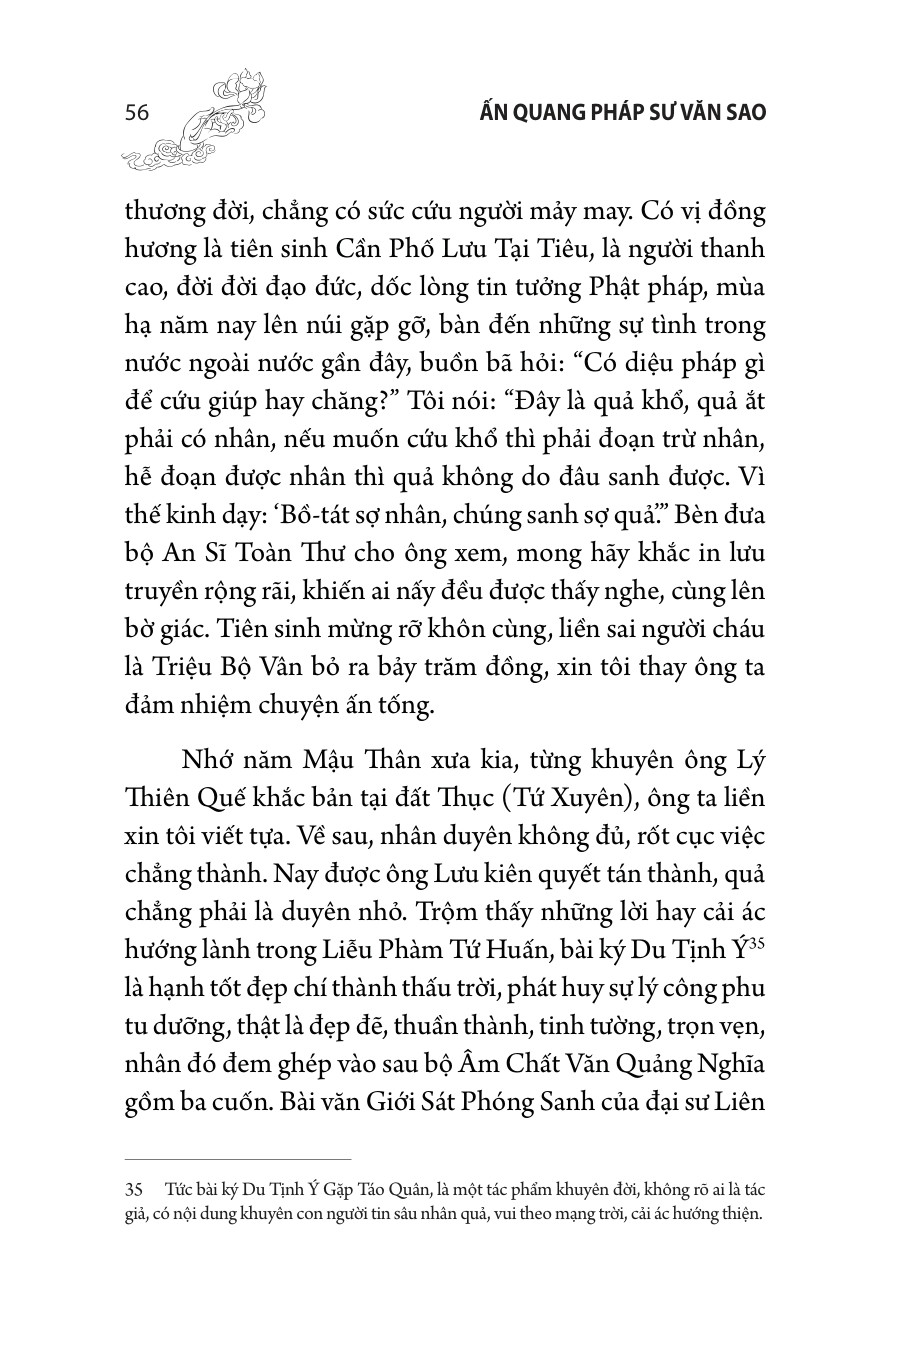 56
ẤN QUANG PHÁP SƯ VĂN SAO
thương đời, chẳng có sức cứu người mảy may. Có vị đồng
hương là tiên sinh Cần Phố Lưu Tại Tiêu, là người thanh
cao, đời đời đạo đức, dốc lòng tin tưởng Phật pháp, mùa
hạ năm nay lên núi gặp gỡ, bàn đến những sự tình trong
nước ngoài nước gần đây, buồn bã hỏi: “Có diệu pháp gì
để cứu giúp hay chăng?” Tôi nói: “Đây là quả khổ, quả ắt
phải có nhân, nếu muốn cứu khổ thì phải đoạn trừ nhân,
hễ đoạn được nhân thì quả không do đâu sanh được. Vì
thế kinh dạy: ‘Bồ-tát sợ nhân, chúng sanh sợ quả’.” Bèn đưa
bộ An Sĩ Toàn Thư cho ông xem, mong hãy khắc in lưu
truyền rộng rãi, khiến ai nấy đều được thấy nghe, cùng lên
bờ giác. Tiên sinh mừng rỡ khôn cùng, liền sai người cháu
là Triệu Bộ Vân bỏ ra bảy trăm đồng, xin tôi thay ông ta
đảm nhiệm chuyện ấn tống.
Nhớ năm Mậu Thân xưa kia, từng khuyên ông Lý
Thiên Quế khắc bản tại đất Thục (Tứ Xuyên), ông ta liền
xin tôi viết tựa. Về sau, nhân duyên không đủ, rốt cục việc
chẳng thành. Nay được ông Lưu kiên quyết tán thành, quả
chẳng phải là duyên nhỏ. Trộm thấy những lời hay cải ác
hướng lành trong Liễu Phàm Tứ Huấn, bài ký Du Tịnh Ý³⁵
là hạnh tốt đẹp chí thành thấu trời, phát huy sự lý công phu
tu dưỡng, thật là đẹp đẽ, thuần thành, tinh tường, trọn vẹn,
nhân đó đem ghép vào sau bộ Âm Chất Văn Quảng Nghĩa
gồm ba cuốn. Bài văn Giới Sát Phóng Sanh của đại sư Liên
35 Tức bài ký Du Tịnh Ý Gặp Táo Quân, là một tác phẩm khuyên đời, không rõ ai là tác
giả, có nội dung khuyên con người tin sâu nhân quả, vui theo mạng trời, cải ác hướng thiện.